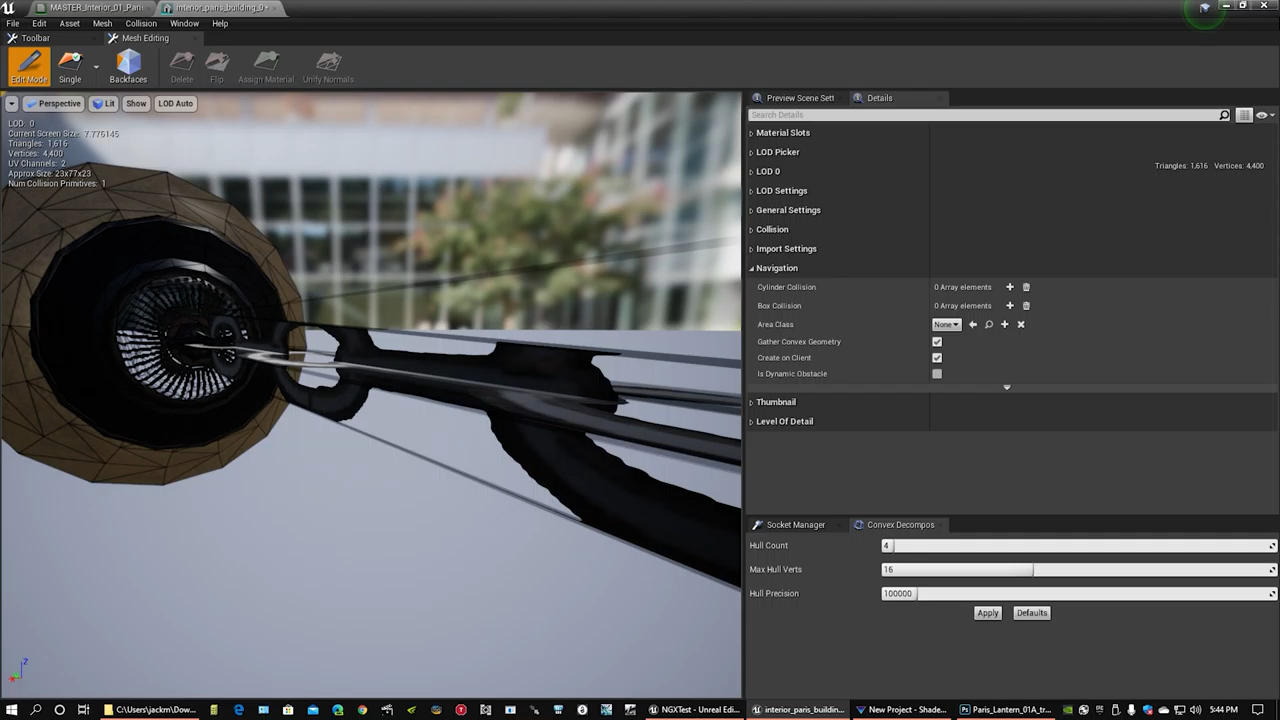 MASTER_Interior_01_Paris
interior_paris_building_0
File Edit Asset Mesh Collision Window Help
Toolbar Mesh Editing
Edit Mode Single Backfaces Delete Flip Assign Material Unify Normals
Perspective Lit Show LOD Auto
LOD: 0
Current Screen Size: 7.776145
Triangles: 1,616
Vertices: 4,400
UV Channels: 2
Approx Size: 23x77x23
Num Collision Primitives: 1
Preview Scene Sett Details
Search Details
Material Slots
LOD Picker
Triangles: 1,616 Vertices: 4,400
LOD 0
LOD Settings
General Settings
Collision
Import Settings
Navigation
Cylinder Collision 0 Array elements
Box Collision 0 Array elements
Area Class None
Gather Convex Geometry
Create on Client
Is Dynamic Obstacle
Thumbnail
Level Of Detail
Socket Manager Convex Decompos
Hull Count 4
Max Hull Verts 16
Hull Precision 100000
Apply Defaults
z
C:\Users\jackm\Dow... NGXTest - Unreal Edi... interior_paris_buildin... New Project - Shade... Paris_Lantern_01A_tr... 5:44 PM